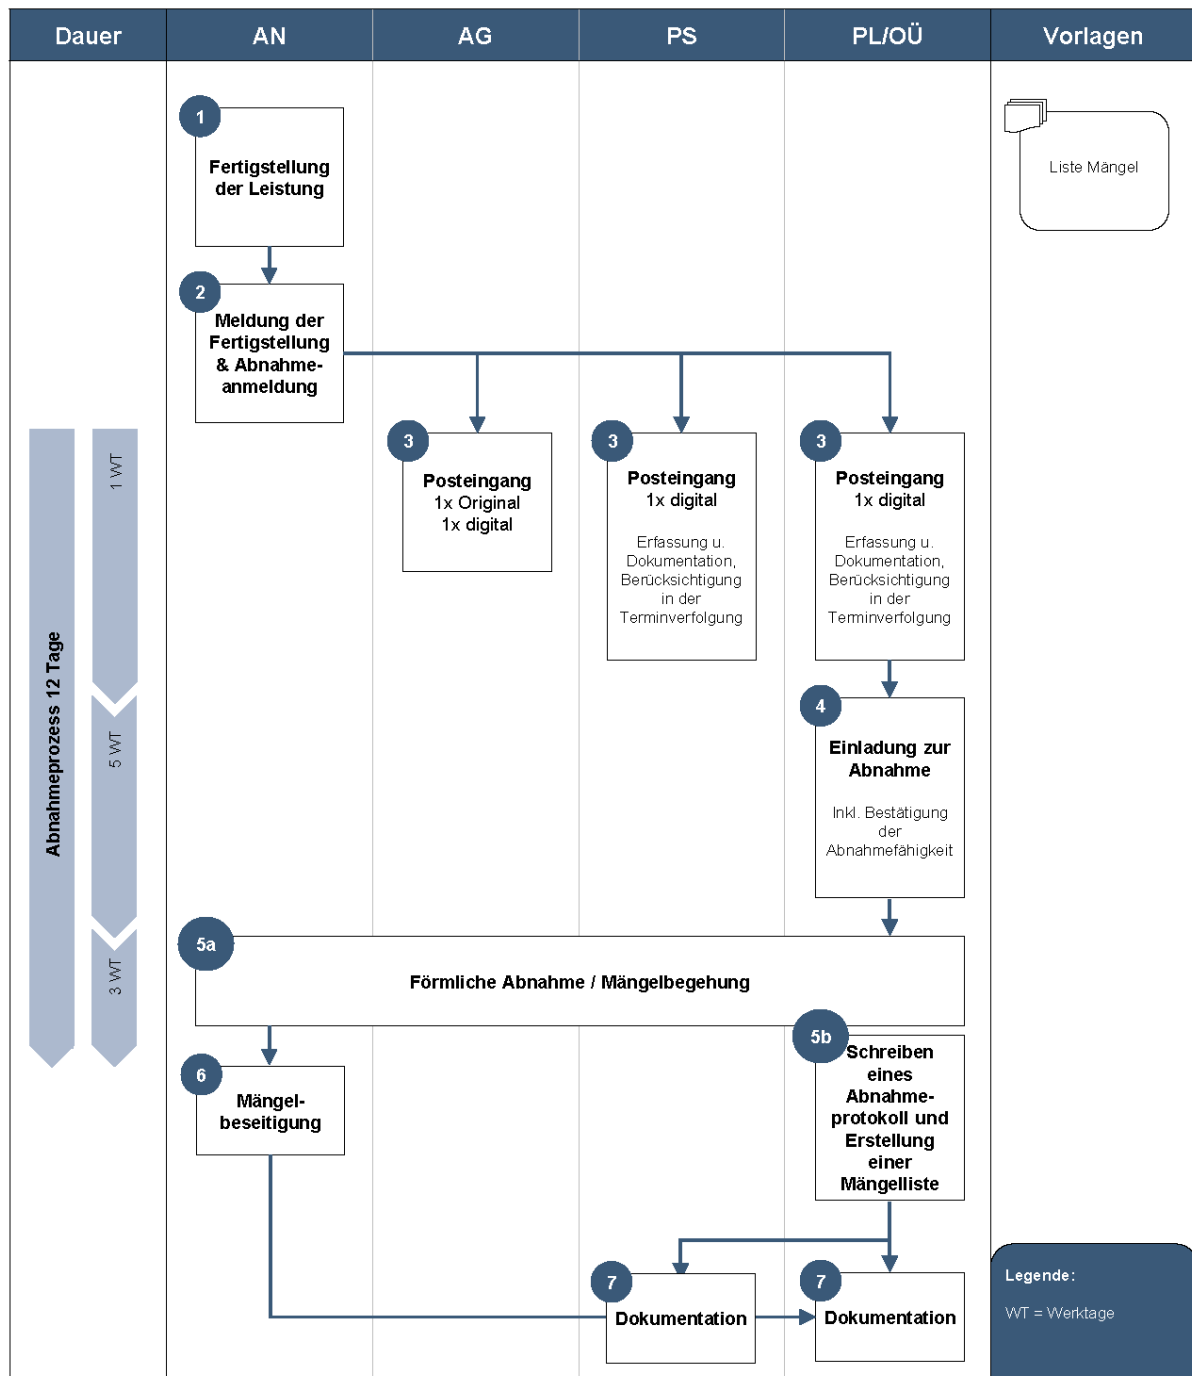 Dauer
AN
AG
PS
PL/OÜ
Vorlagen
1
Fertigstellung
der Leistung
Liste Mängel
2
Meldung der
Fertigstellung
& Abnahme-
anmeldung
Abnahmeprozess 12 Tage
1 WT
5 WT
3 WT
3
Posteingang
1x Original
1x digital
3
Posteingang
1x digital
Erfassung u.
Dokumentation,
Berücksichtigung
in der
Terminverfolgung
3
Posteingang
1x digital
Erfassung u.
Dokumentation,
Berücksichtigung
in der
Terminverfolgung
4
Einladung zur
Abnahme
Inkl. Bestätigung
der
Abnahmefähigkeit
5a
Förmliche Abnahme / Mängelbegehung
5b
Schreiben
eines
Abnahme-
protokoll und
Erstellung
einer
Mängelliste
6
Mängel-
beseitigung
7
Dokumentation
7
Dokumentation
Legende:
WT = Werktage